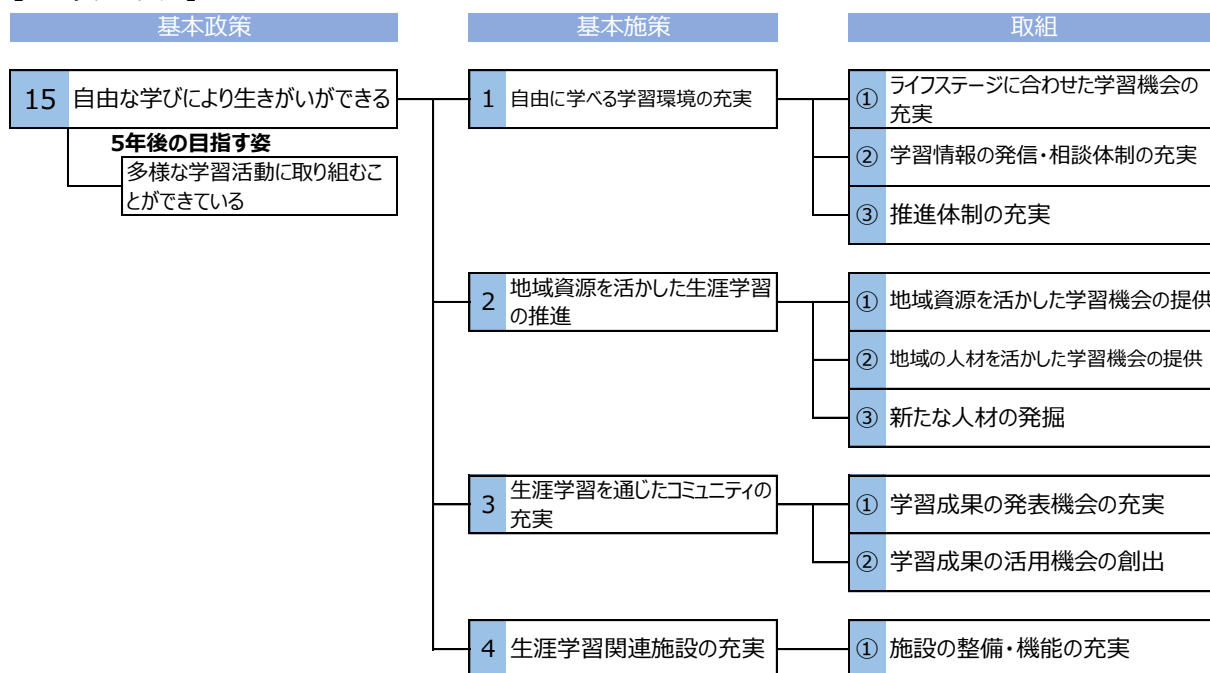 基本政策
基本施策
取組
15 自由な学びにより生きがいができる
5年後の目指す姿
多様な学習活動に取り組むこ
とができている
1 自由に学べる学習環境の充実
① ライフステージに合わせた学習機会の
充実
② 学習情報の発信・相談体制の充実
③ 推進体制の充実
2 地域資源を活かした生涯学習
の推進
① 地域資源を活かした学習機会の提供
② 地域の人材を活かした学習機会の提供
③ 新たな人材の発掘
3 生涯学習を通じたコミュニティの
充実
① 学習成果の発表機会の充実
② 学習成果の活用機会の創出
4 生涯学習関連施設の充実
① 施設の整備・機能の充実